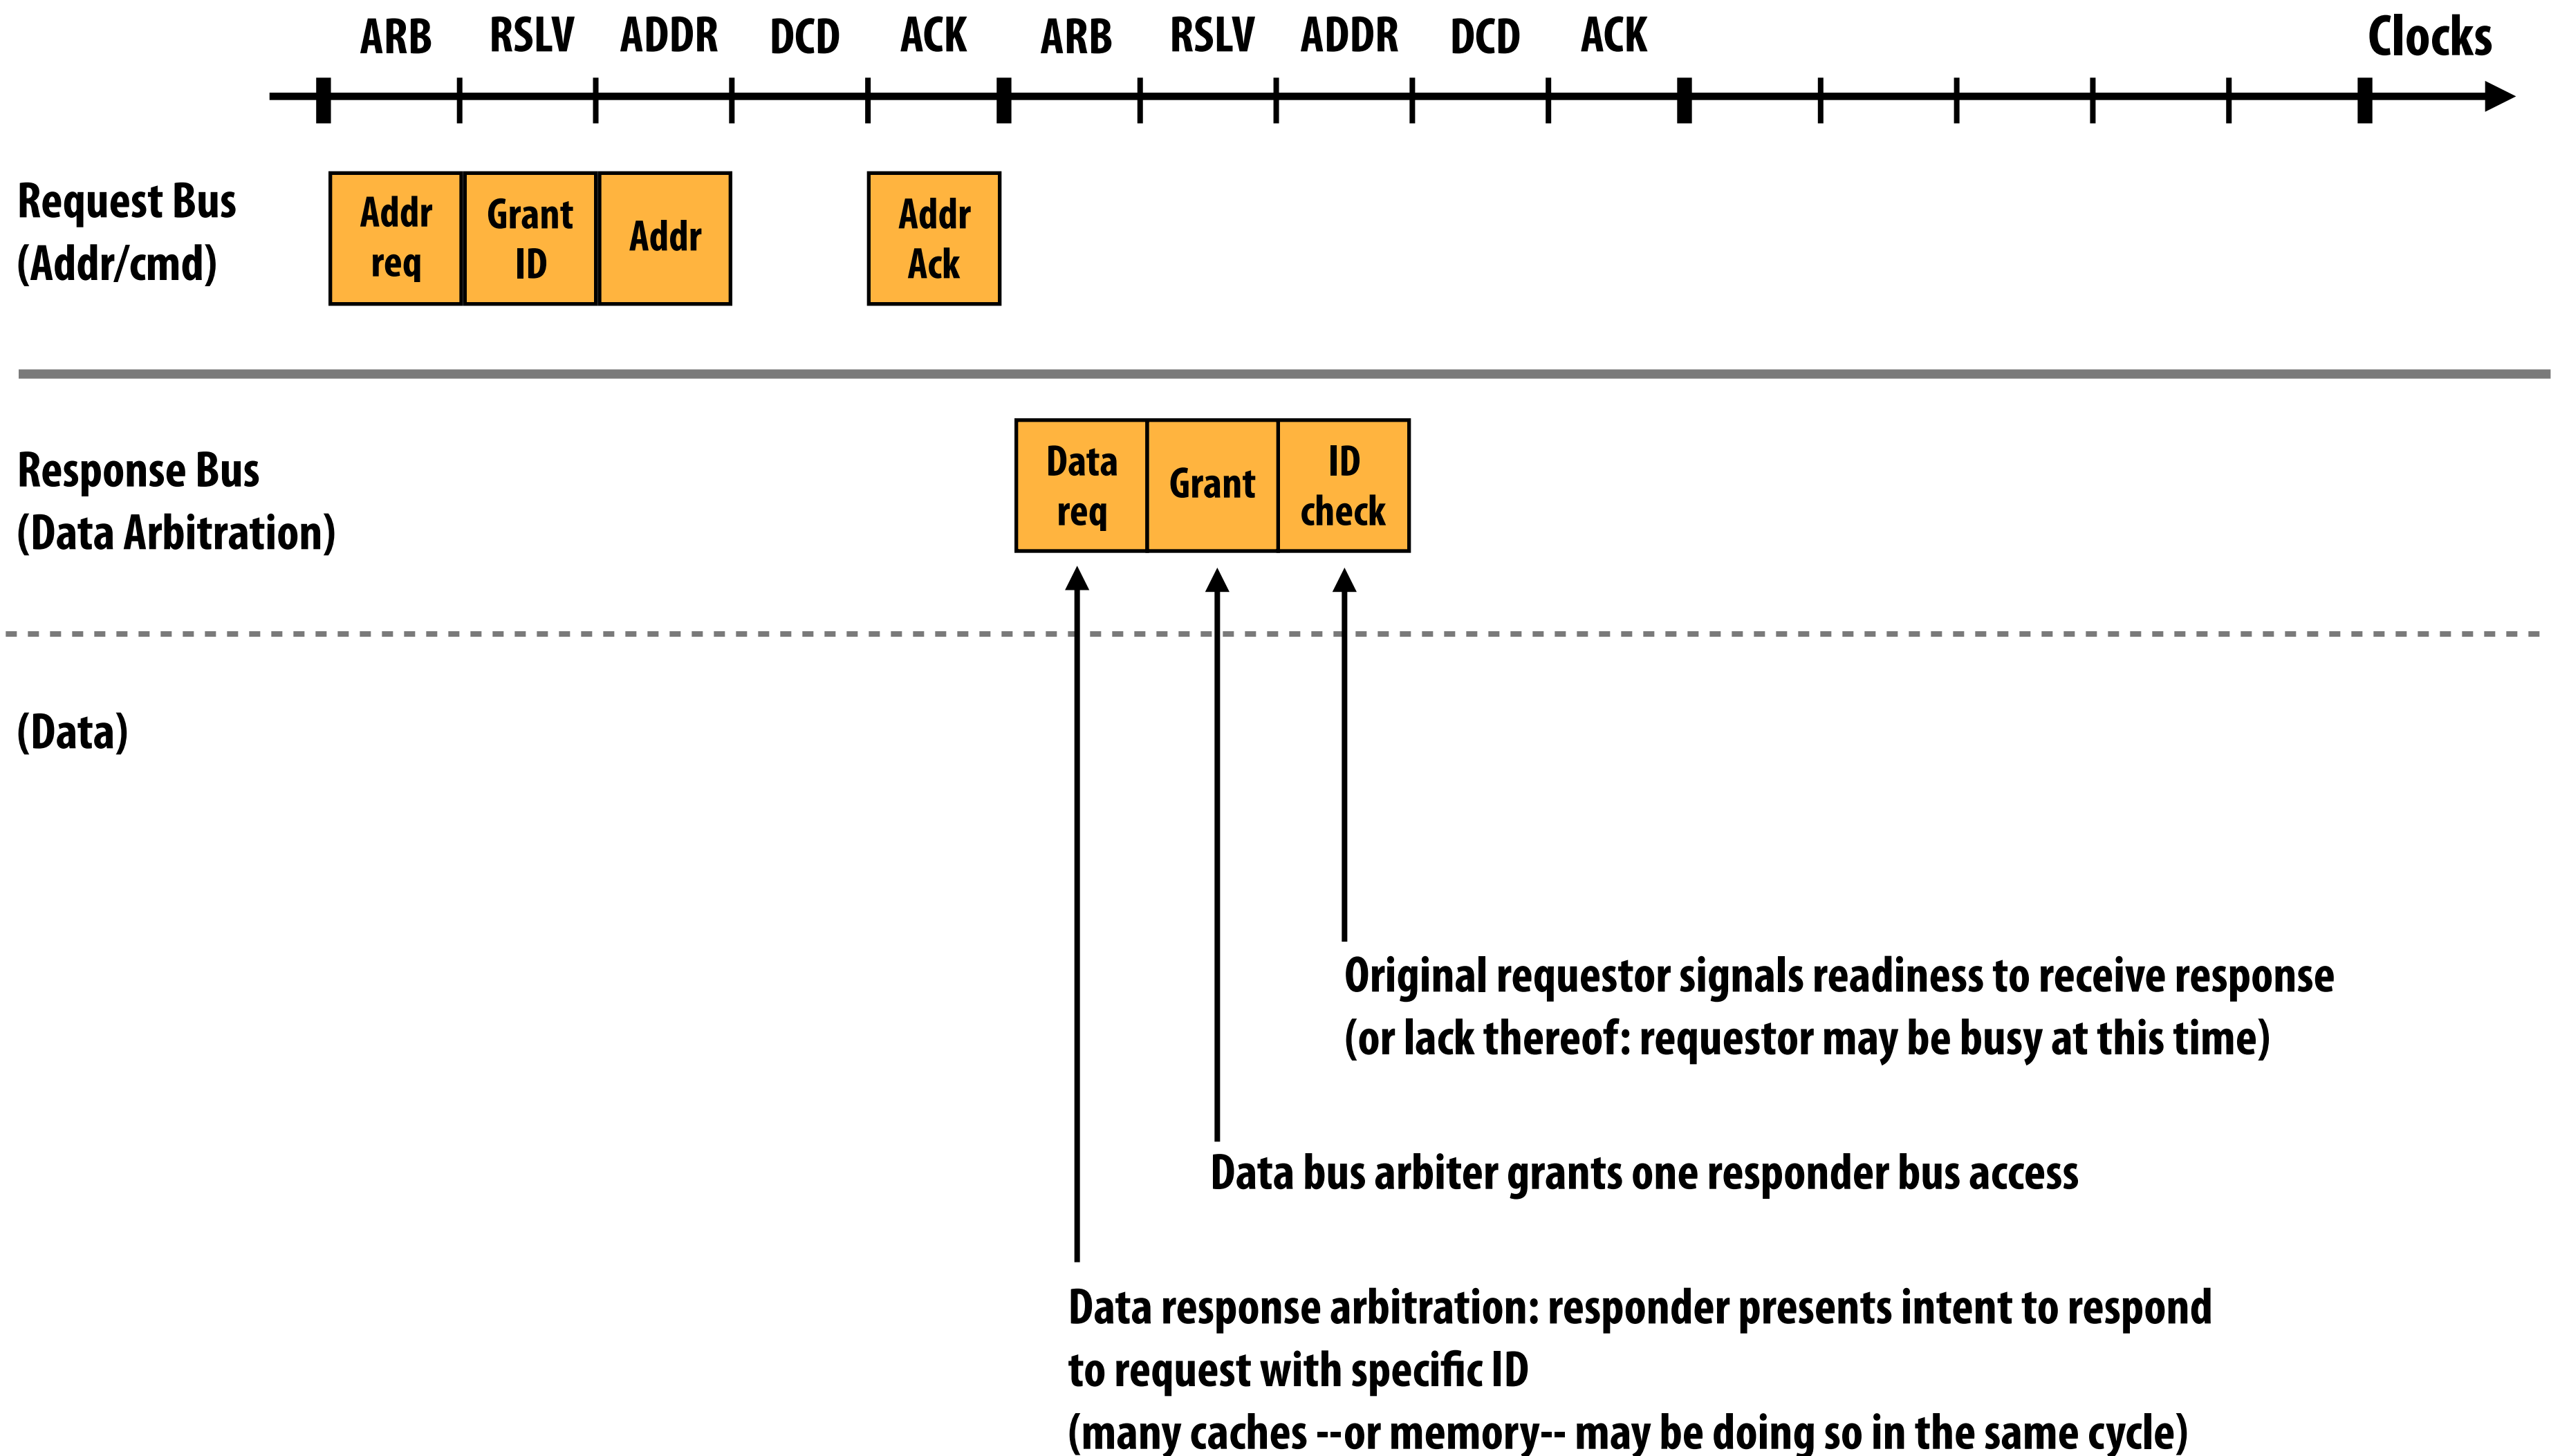 ARB RSLV ADDR DCD ACK ARB RSLV ADDR DCD ACK Clocks
Request Bus
(Addr/cmd)
Addr
req
Grant
ID
Addr
Addr
Ack
Response Bus
(Data Arbitration)
Data
req
Grant
ID
check
(Data)
Original requestor signals readiness to receive response
(or lack thereof: requestor may be busy at this time)
Data bus arbiter grants one responder bus access
Data response arbitration: responder presents intent to respond
to request with specific ID
(many caches --or memory-- may be doing so in the same cycle)